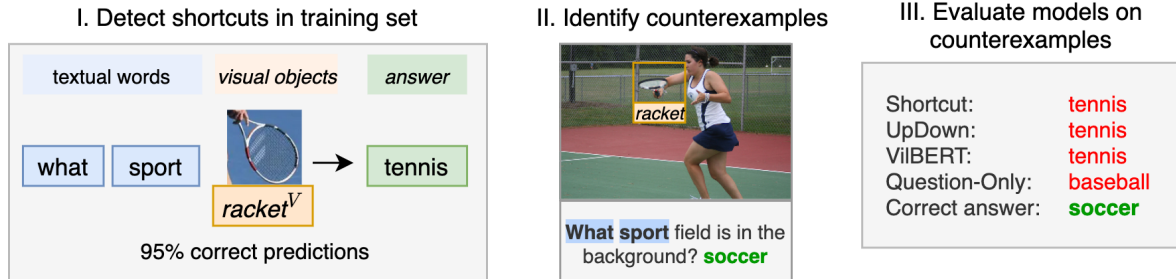 I. Detect shortcuts in training set
textual words
visual objects
answer
what
sport
tennis
racketV
95% correct predictions
II. Identify counterexamples
racket
What sport field is in the
background? soccer
III. Evaluate models on
counterexamples
Shortcut: tennis
UpDown: tennis
VilBERT: tennis
Question-Only: baseball
Correct answer: soccer